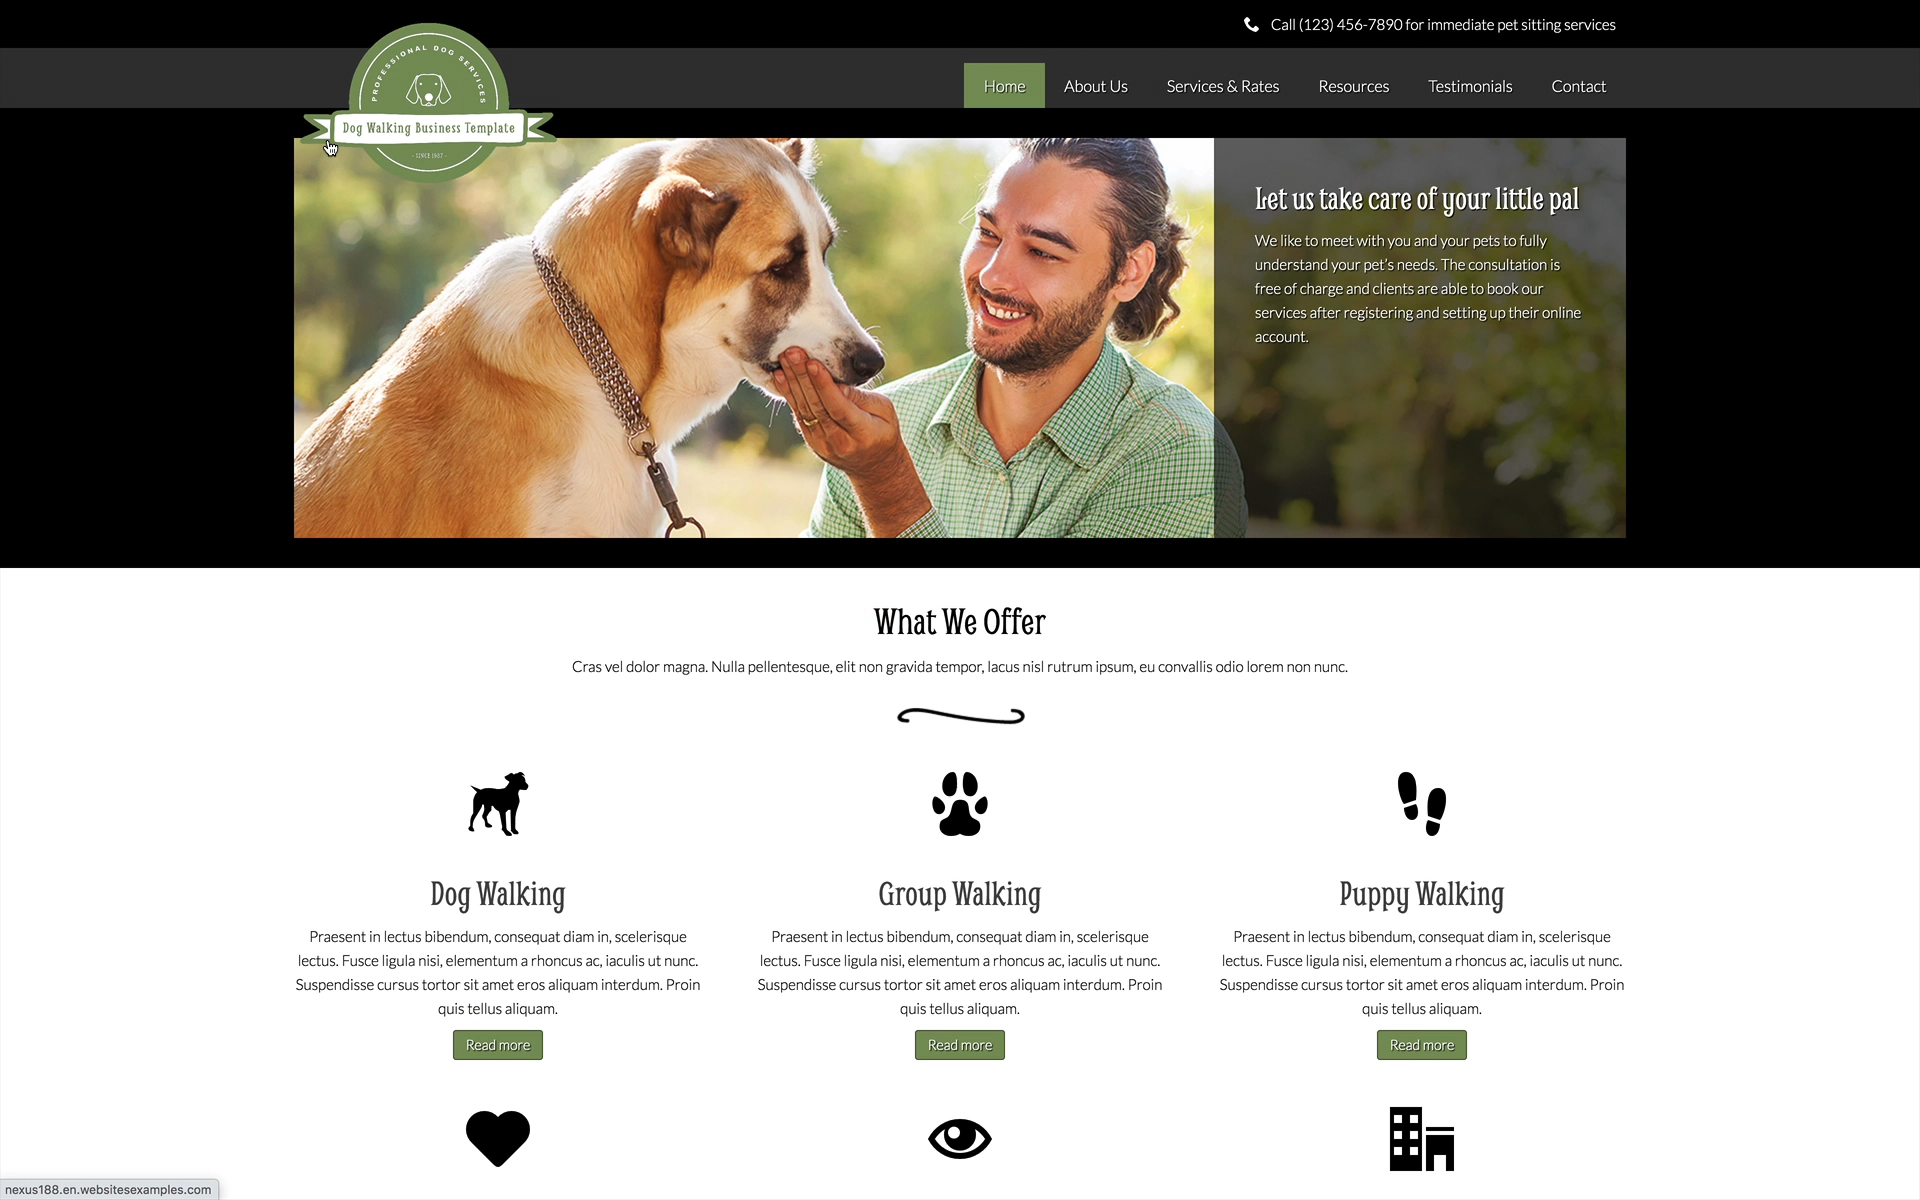 Call (123) 456-7890 for immediate pet sitting services
PROFESSIONAL DOG SERVICES
Dog Walking Business Template
- SINCE 1987 -
Home
About Us
Services & Rates
Resources
Testimonials
Contact
Let us take care of your little pal
We like to meet with you and your pets to fully
understand your pet's needs. The consultation is
free of charge and clients are able to book our
services after registering and setting up their online
account.
What We Offer
Cras vel dolor magna. Nulla pellentesque, elit non gravida tempor, lacus nisl rutrum ipsum, eu convallis odio lorem non nunc.
Dog Walking
Praesent in lectus bibendum, consequat diam in, scelerisque
lectus. Fusce ligula nisi, elementum a rhoncus ac, iaculis ut nunc.
Suspendisse cursus tortor sit amet eros aliquam interdum. Proin
quis tellus aliquam.
Read more
Group Walking
Praesent in lectus bibendum, consequat diam in, scelerisque
lectus. Fusce ligula nisi, elementum a rhoncus ac, iaculis ut nunc.
Suspendisse cursus tortor sit amet eros aliquam interdum. Proin
quis tellus aliquam.
Read more
Puppy Walking
Praesent in lectus bibendum, consequat diam in, scelerisque
lectus. Fusce ligula nisi, elementum a rhoncus ac, iaculis ut nunc.
Suspendisse cursus tortor sit amet eros aliquam interdum. Proin
quis tellus aliquam.
Read more
nexus188.en.websitesexamples.com